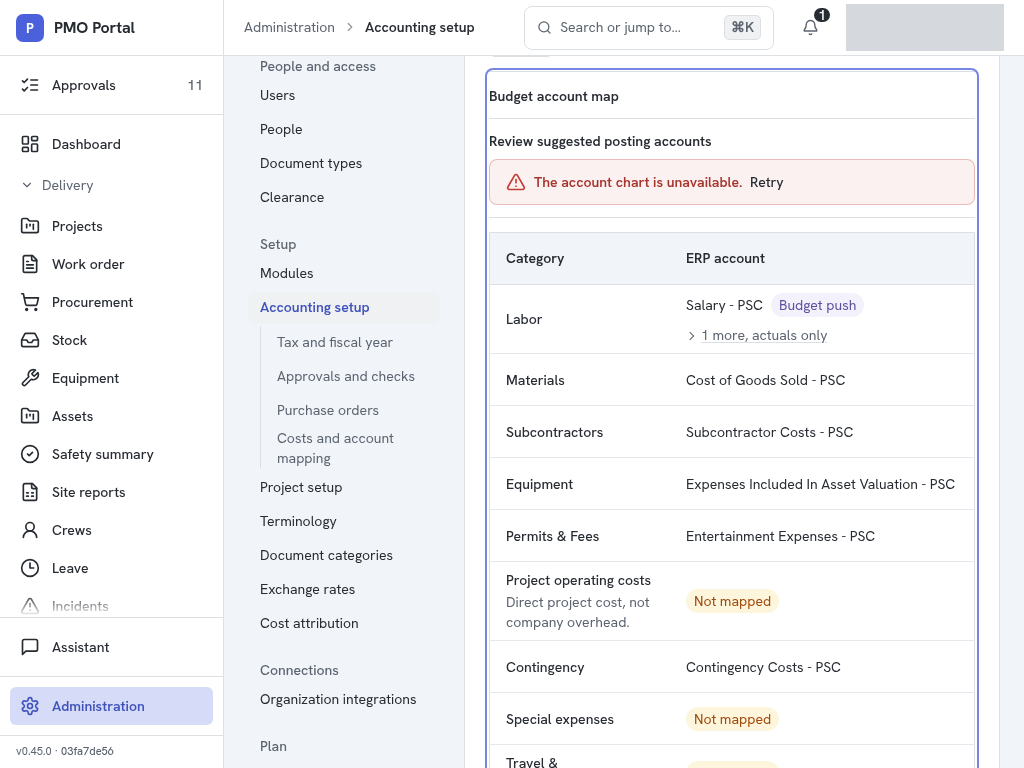 P PMO Portal
Administration > Accounting setup
Search or jump to... ⌘K
1
Approvals 11
Dashboard
Delivery
Projects
Work order
Procurement
Stock
Equipment
Assets
Safety summary
Site reports
Crews
Leave
Incidents
Assistant
Administration
v0.45.0 · 03fa7de56
People and access
Users
People
Document types
Clearance
Setup
Modules
Accounting setup
Tax and fiscal year
Approvals and checks
Purchase orders
Costs and account
mapping
Project setup
Terminology
Document categories
Exchange rates
Cost attribution
Connections
Organization integrations
Plan
Budget account map
Review suggested posting accounts
The account chart is unavailable. Retry
Category ERP account
Labor
Salary - PSC Budget push
1 more, actuals only
Materials Cost of Goods Sold - PSC
Subcontractors Subcontractor Costs - PSC
Equipment Expenses Included In Asset Valuation - PSC
Permits & Fees Entertainment Expenses - PSC
Project operating costs
Direct project cost, not
company overhead.
Not mapped
Contingency Contingency Costs - PSC
Special expenses Not mapped
Travel &